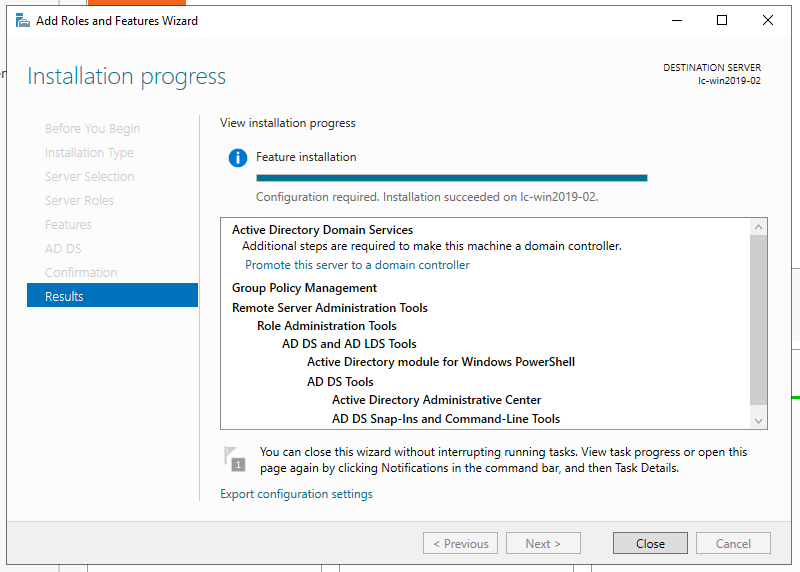 Add Roles and Features Wizard
Installation progress
DESTINATION SERVER
lc-win2019-02
Before You Begin
Installation Type
Server Selection
Server Roles
Features
AD DS
Confirmation
Results
View installation progress
Feature installation
Configuration required. Installation succeeded on lc-win2019-02.
Active Directory Domain Services
Additional steps are required to make this machine a domain controller.
Promote this server to a domain controller
Group Policy Management
Remote Server Administration Tools
Role Administration Tools
AD DS and AD LDS Tools
Active Directory module for Windows PowerShell
AD DS Tools
Active Directory Administrative Center
AD DS Snap-Ins and Command-Line Tools
1
You can close this wizard without interrupting running tasks. View task progress or open this
page again by clicking Notifications in the command bar, and then Task Details.
Export configuration settings
< Previous
Next >
Close
Cancel